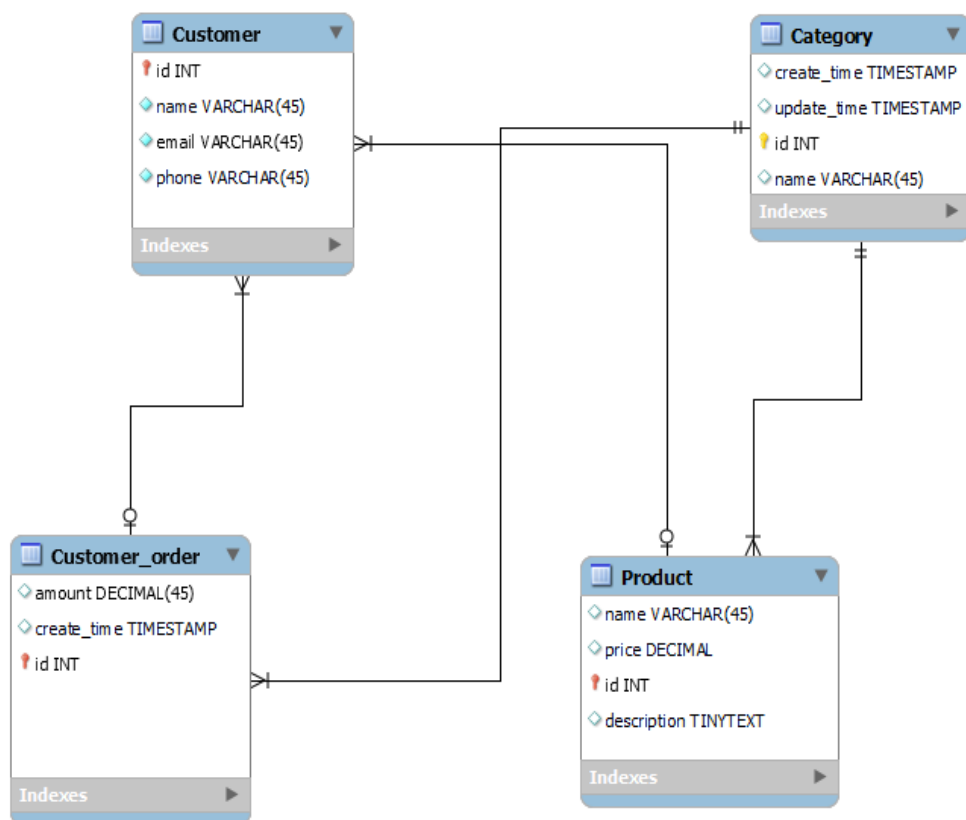 Customer
id INT
name VARCHAR(45)
email VARCHAR(45)
phone VARCHAR(45)
Indexes
Category
create_time TIMESTAMP
update_time TIMESTAMP
id INT
name VARCHAR(45)
Indexes
Customer_order
amount DECIMAL(45)
create_time TIMESTAMP
id INT
Indexes
Product
name VARCHAR(45)
price DECIMAL
id INT
description TINYTEXT
Indexes